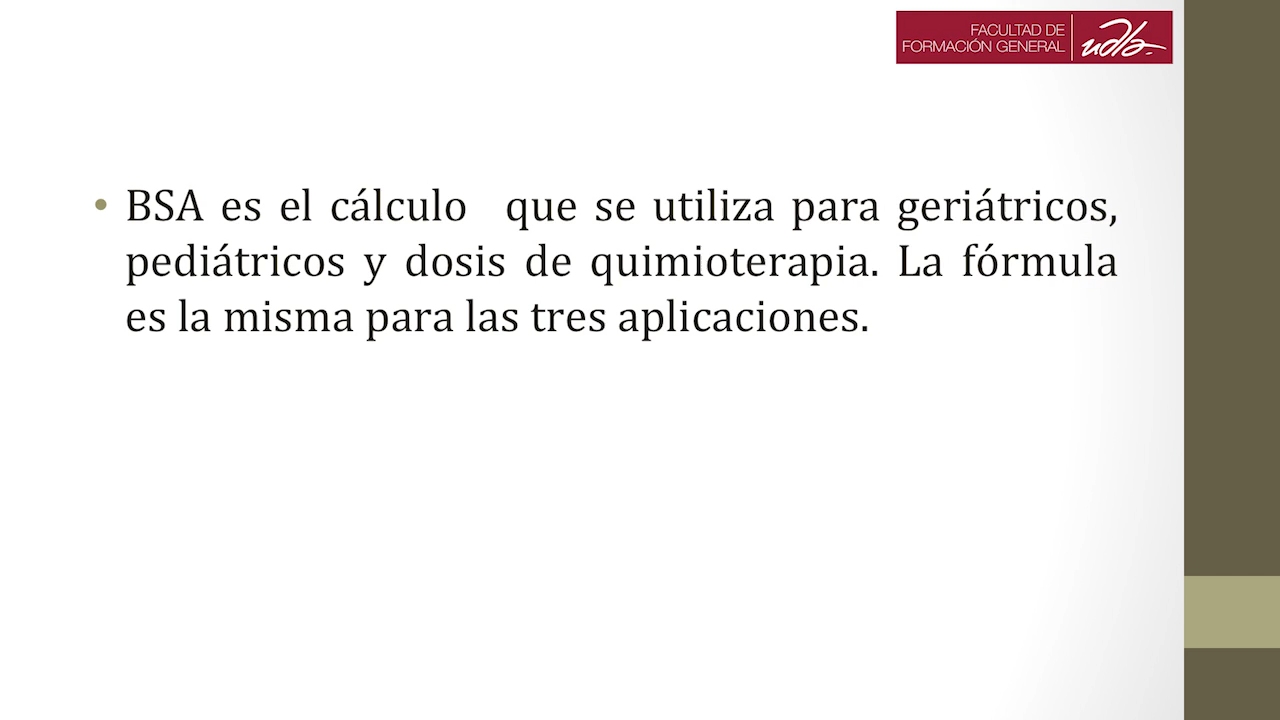 FACULTAD DE
FORMACIÓN GENERAL
udla.
• BSA es el cálculo que se utiliza para geriátricos,
pediátricos y dosis de quimioterapia. La fórmula
es la misma para las tres aplicaciones.